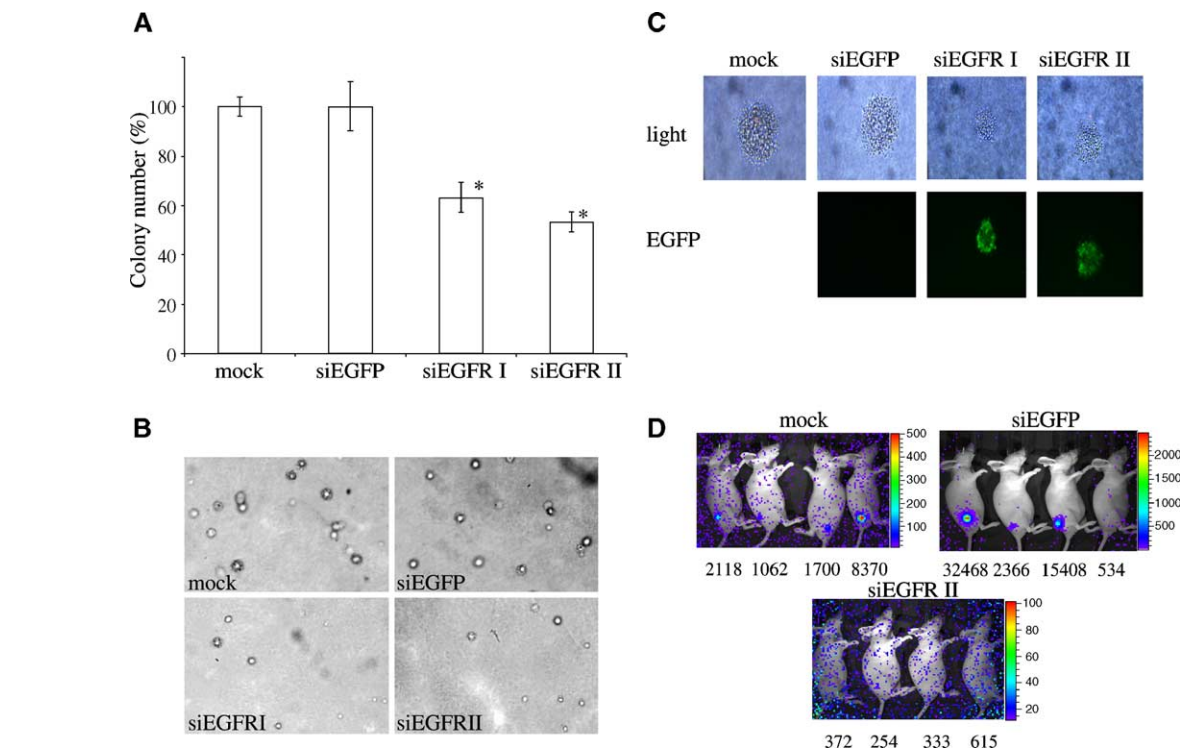 A
Colony number (%)
100
80
60
40
20
0
mock siEGFP siEGFR I siEGFR II
*
*
B
mock
siEGFP
siEGFRI
siEGFRII
C
mock siEGFP siEGFR I siEGFR II
light
EGFP
D
mock
500
400
300
200
100
2118 1062 1700 8370
siEGFP
2000
1500
1000
500
32468 2366 15408 534
siEGFR II
100
80
60
40
20
372 254 333 615